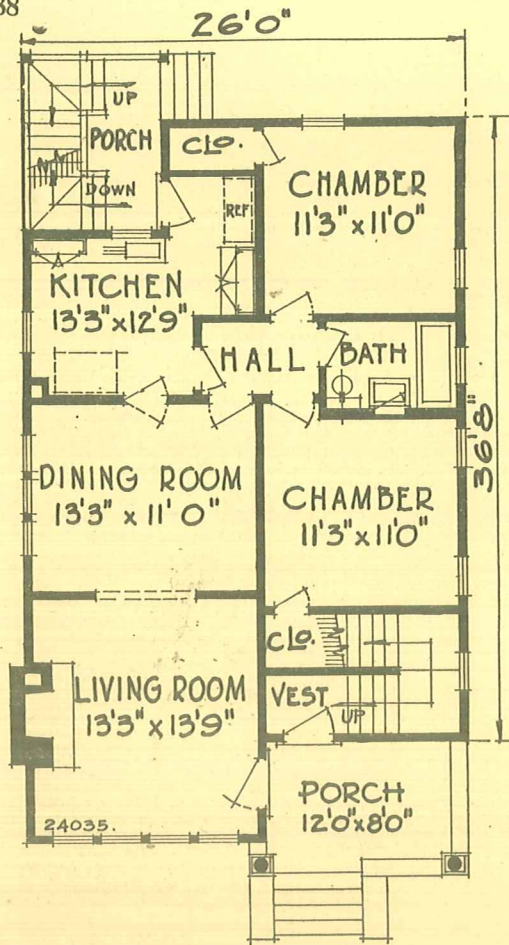 38
26'0"
UP
PORCH
DOWN
CLO.
CHAMBER
11'3" x 11'0"
REF
KITCHEN
13'3" x 12'9"
HALL
BATH
36'8"
DINING ROOM
13'3" x 11'0"
CHAMBER
11'3" x 11'0"
CLO.
VEST
UP
LIVING ROOM
13'3" x 13'9"
PORCH
12'0" x 8'0"
24035.